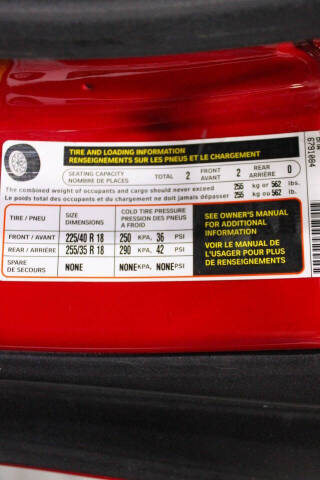 TIRE AND LOADING INFORMATION
RENSEIGNEMENTS SUR LES PNEUS ET LE CHARGEMENT
SEATING CAPACITY
NOMBRE DE PLACES
TOTAL 2
FRONT
AVANT 2
REAR
ARRIÈRE 0
The combined weight of occupants and cargo should never exceed 255 kg or 562 lbs.
Le poids total des occupants et du chargement ne doit jamais dépasser 255 kg ou 562 lb.
TIRE / PNEU
SIZE
DIMENSIONS
COLD TIRE PRESSURE
PRESSION DES PNEUS
À FROID
FRONT / AVANT 225/40 R 18 250 KPA, 36 PSI
REAR / ARRIÈRE 255/35 R 18 290 KPA, 42 PSI
SPARE
DE SECOURS NONE NONE KPA, NONE PSI
SEE OWNER'S MANUAL
FOR ADDITIONAL
INFORMATION
VOIR LE MANUEL DE
L'USAGER POUR PLUS
DE RENSEIGNEMENTS
6791084